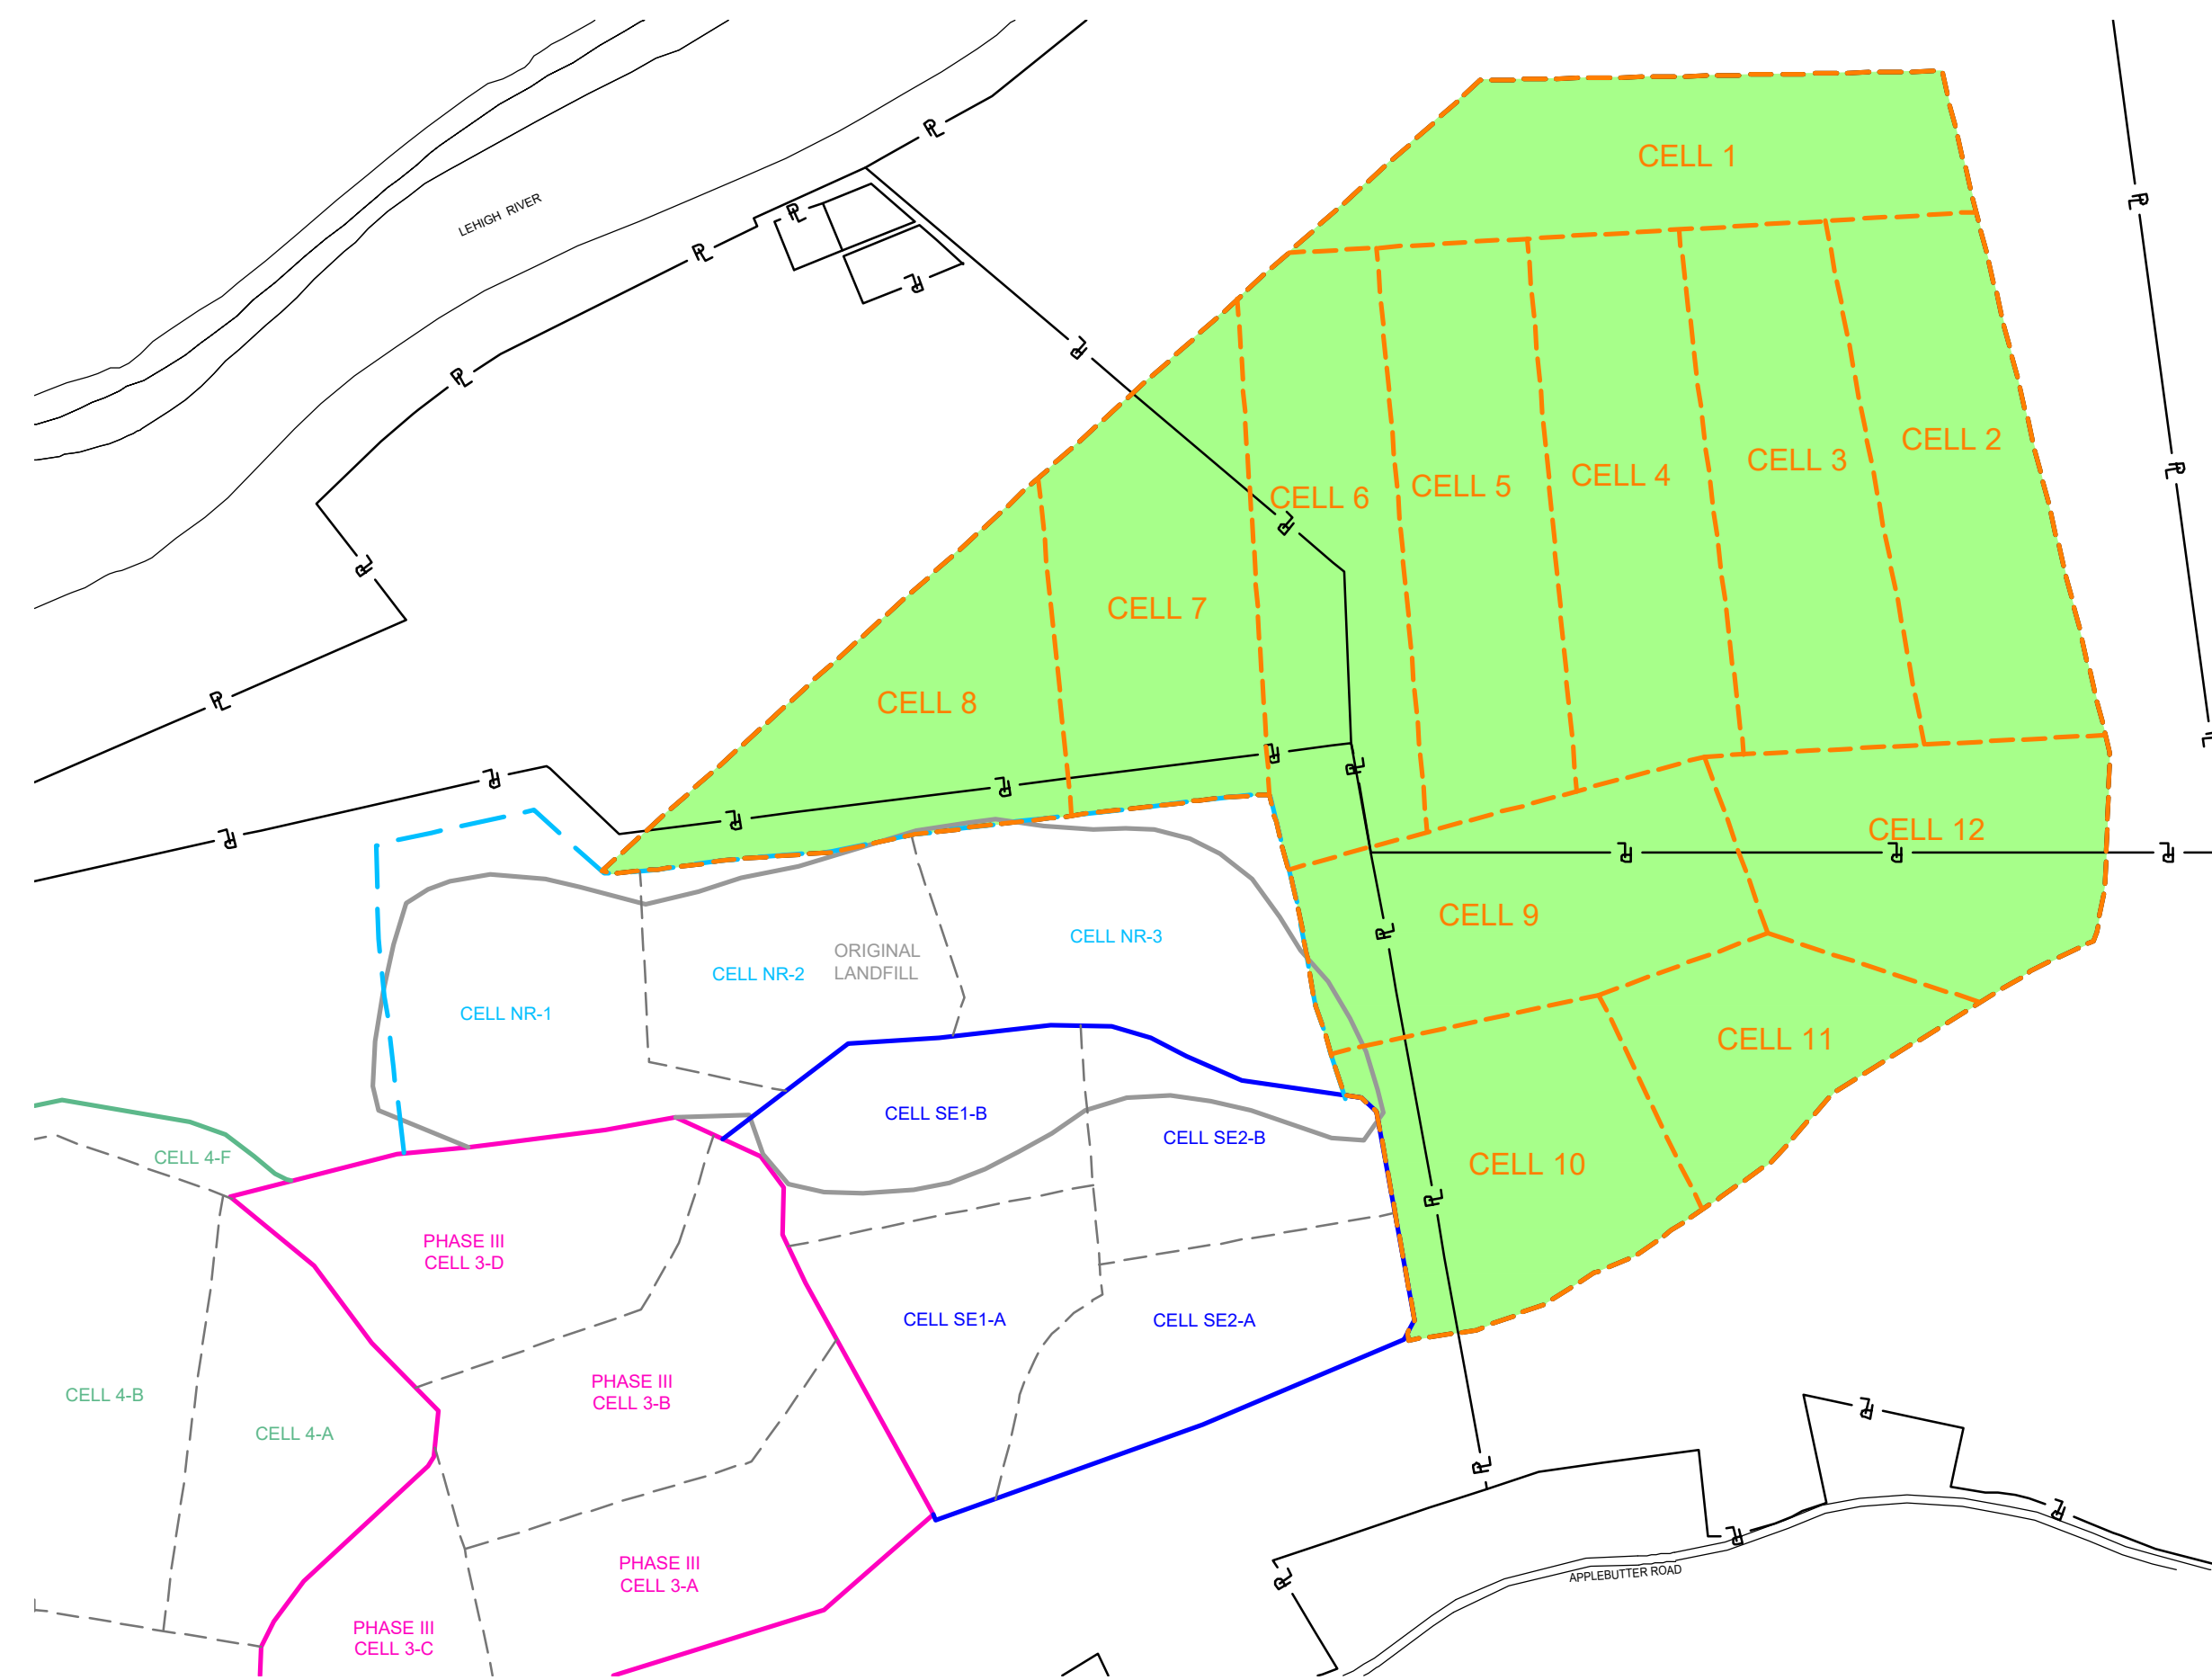 CELL 1
LEHIGH RIVER
CELL 2
CELL 3
CELL 4
CELL 5
CELL 6
CELL 7
CELL 8
CELL 12
CELL 9
CELL NR-3
ORIGINAL
LANDFILL
CELL NR-2
CELL NR-1
CELL 11
CELL SE1-B
CELL SE2-B
CELL 4-F
CELL 10
PHASE III
CELL 3-D
CELL SE1-A
CELL SE2-A
PHASE III
CELL 3-B
CELL 4-B
CELL 4-A
PHASE III
CELL 3-A
APPLEBUTTER ROAD
PHASE III
CELL 3-C